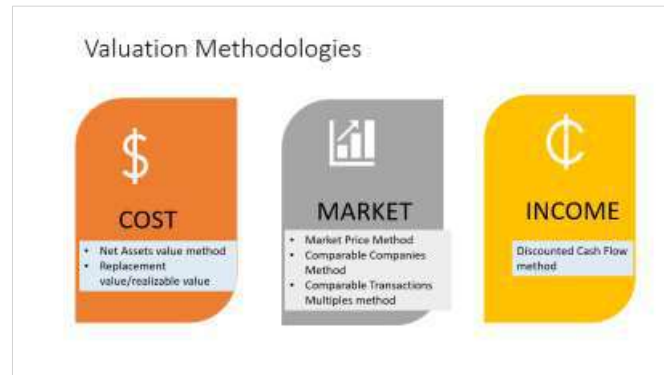 Valuation Methodologies
COST
• Net Assets value method
• Replacement
value/realizable value
MARKET
• Market Price Method
• Comparable Companies
Method
• Comparable Transactions
Multiples method
INCOME
Discounted Cash Flow
method